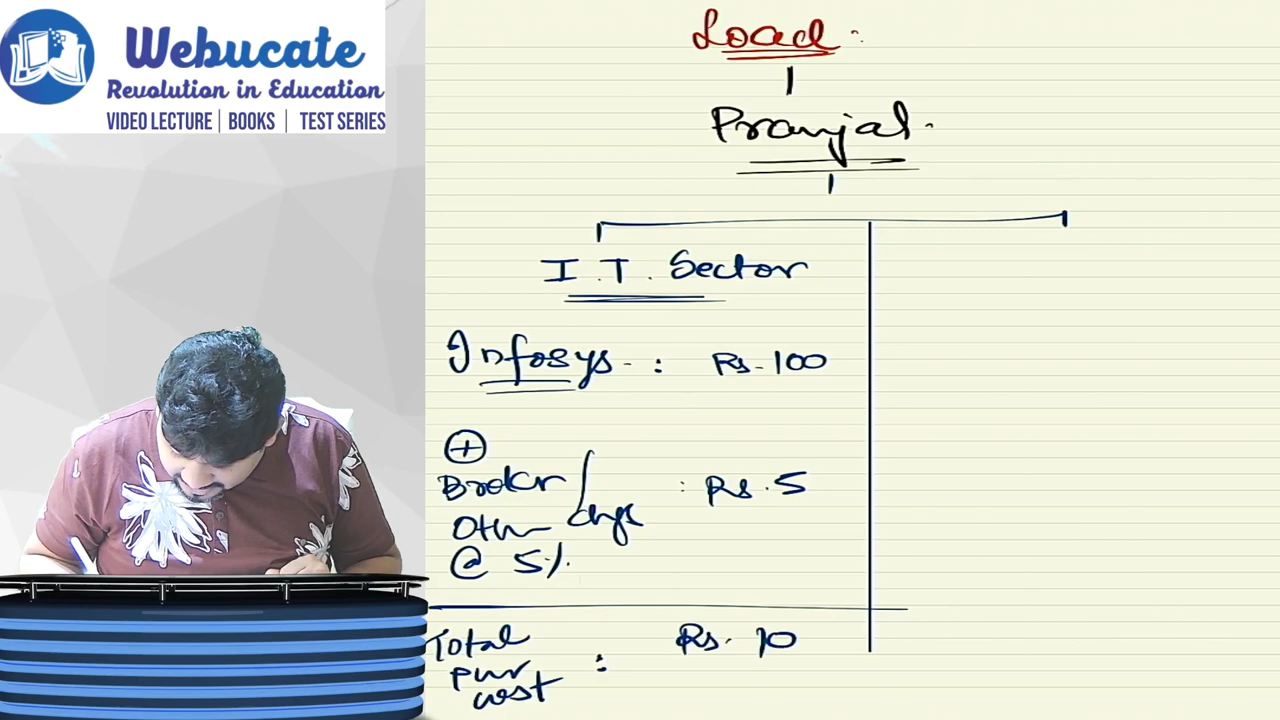 Webucate
Revolution in Education
VIDEO LECTURE | BOOKS | TEST SERIES
Load :
Pranjal.
I.T. Sector
Infosys. : Rs. 100
+
Broker
Other chgs : Rs. 5
@ 5%.
Total pur cost : Rs. 10